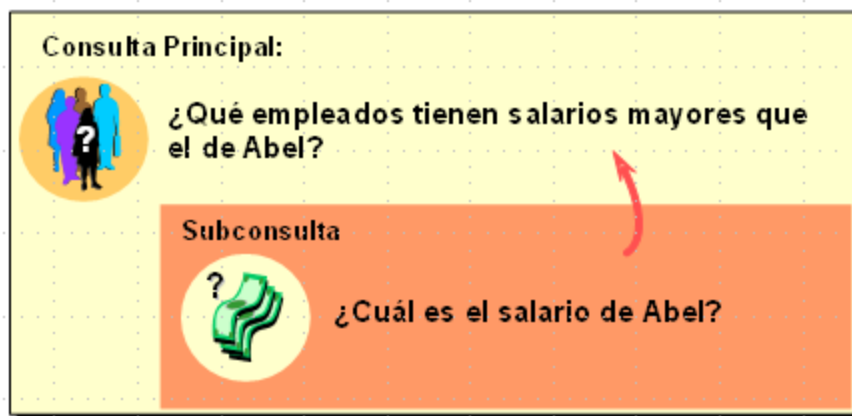 Consulta Principal:
¿Qué empleados tienen salarios mayores que
el de Abel?
?
Subconsulta
?
¿Cuál es el salario de Abel?